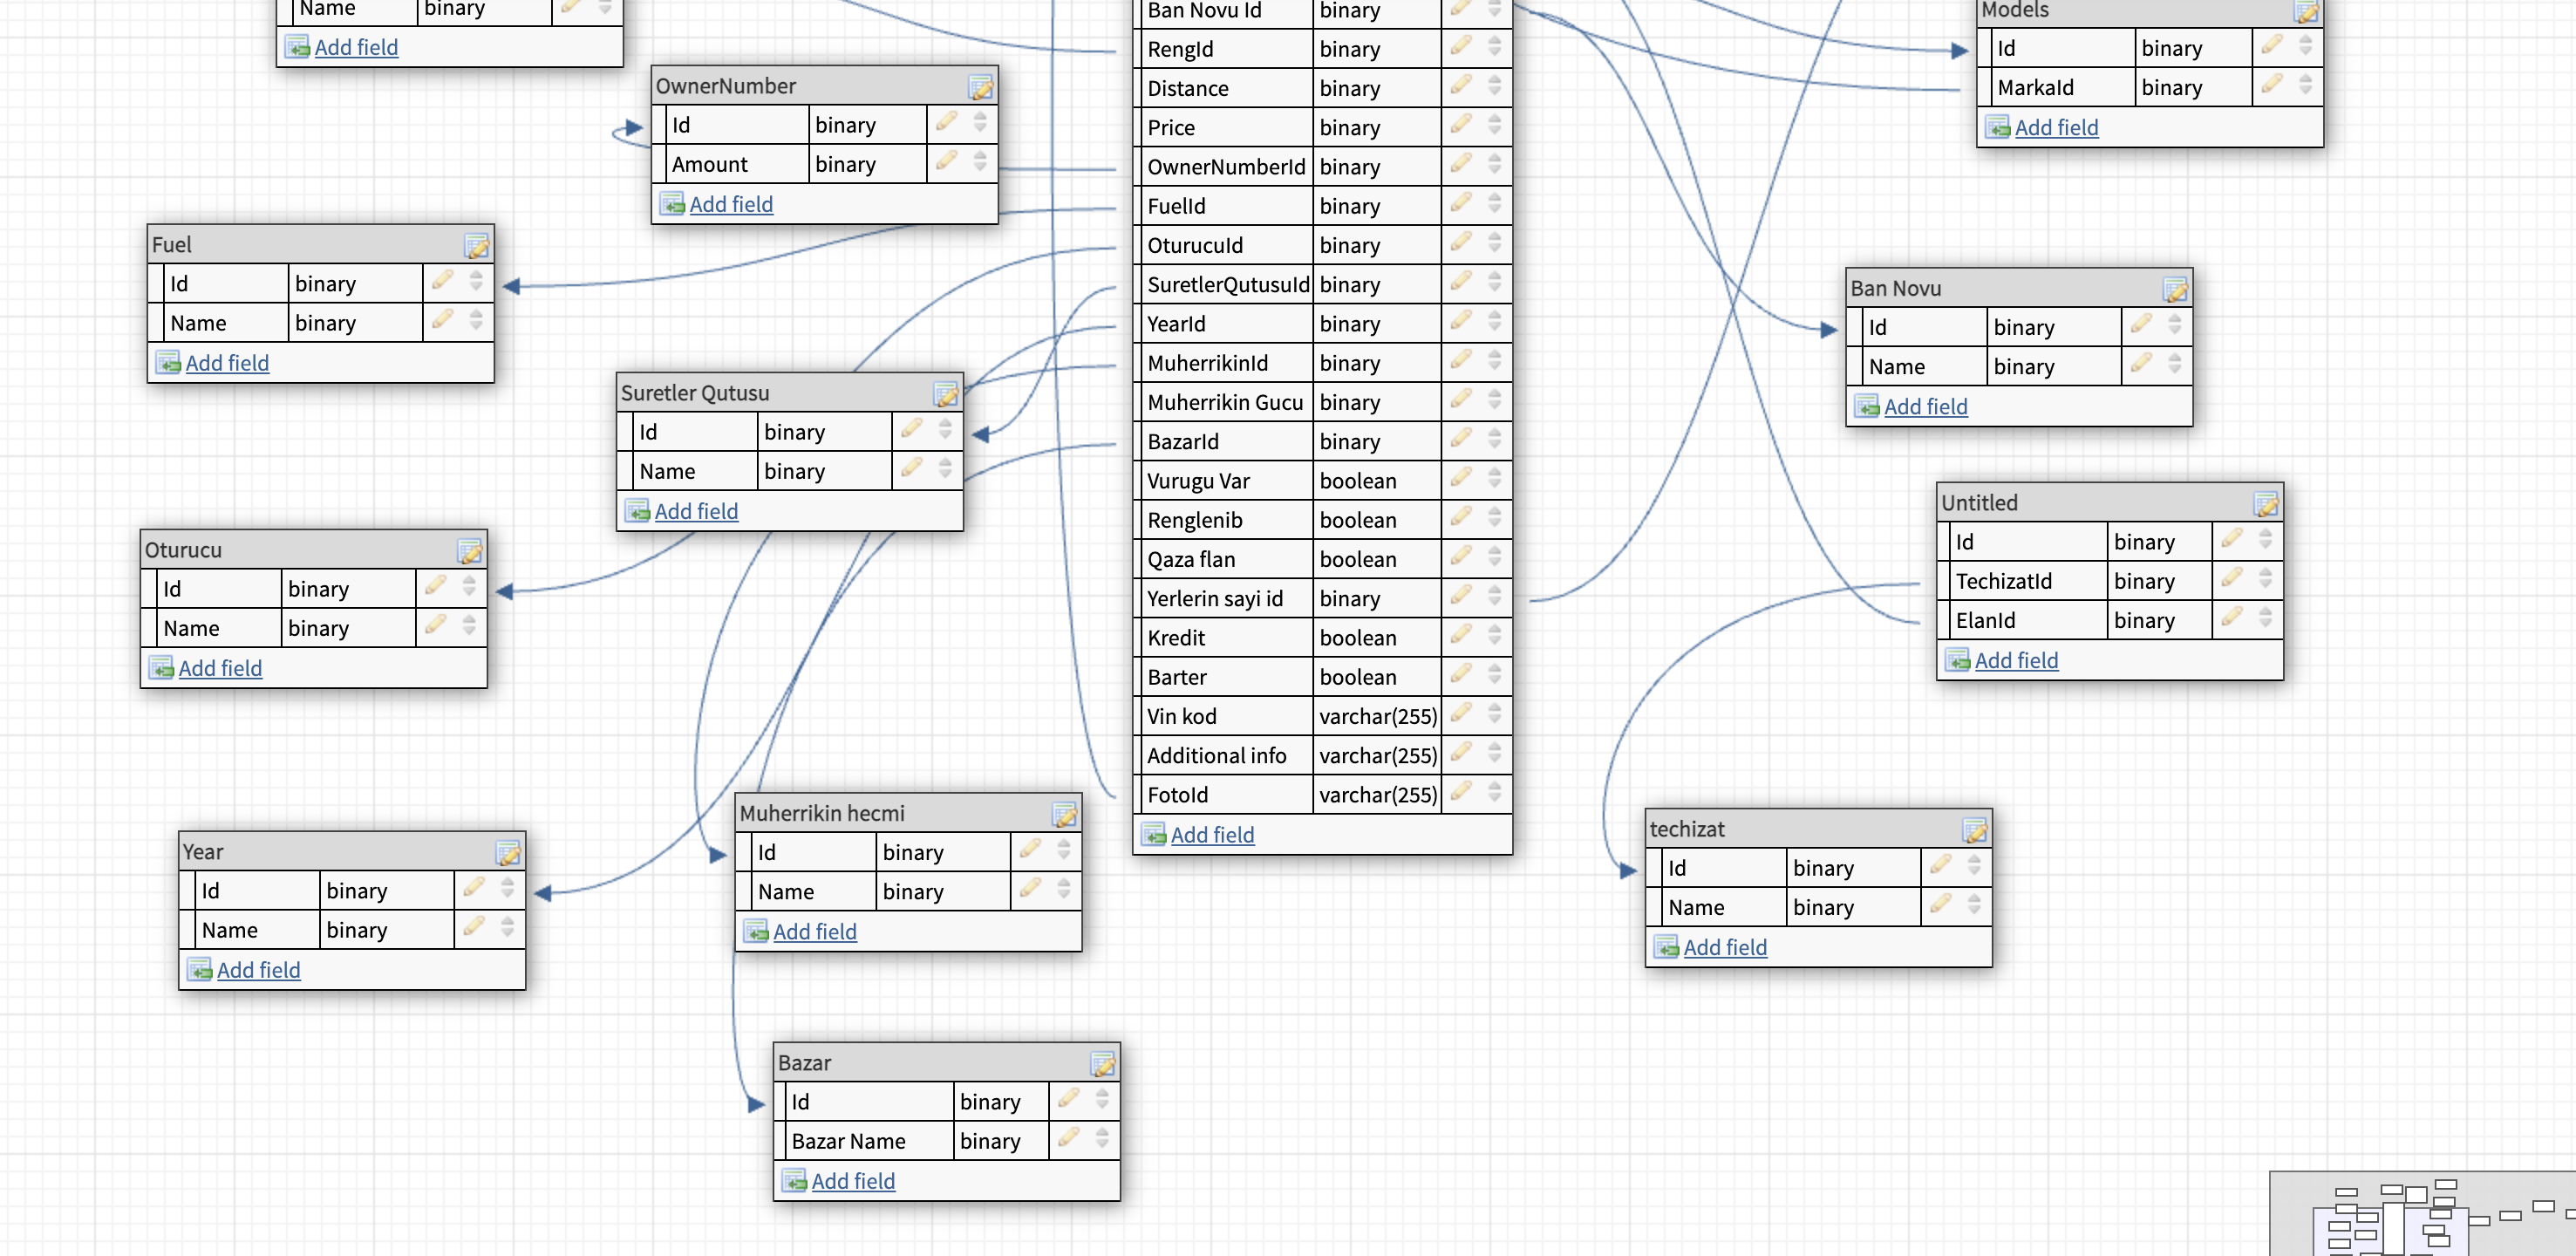 Name binary
Add field
OwnerNumber
Id binary
Amount binary
Add field
Fuel
Id binary
Name binary
Add field
Suretler Qutusu
Id binary
Name binary
Add field
Oturucu
Id binary
Name binary
Add field
Year
Id binary
Name binary
Add field
Muherrikin hecmi
Id binary
Name binary
Add field
Bazar
Id binary
Bazar Name binary
Add field
Ban Novu Id binary
RengId binary
Distance binary
Price binary
OwnerNumberId binary
FuelId binary
OturucuId binary
SuretlerQutusuId binary
YearId binary
MuherrikinId binary
Muherrikin Gucu binary
BazarId binary
Vurugu Var boolean
Renglenib boolean
Qaza flan boolean
Yerlerin sayi id binary
Kredit boolean
Barter boolean
Vin kod varchar(255)
Additional info varchar(255)
FotoId varchar(255)
Add field
Models
Id binary
MarkaId binary
Add field
Ban Novu
Id binary
Name binary
Add field
Untitled
Id binary
TechizatId binary
ElanId binary
Add field
techizat
Id binary
Name binary
Add field